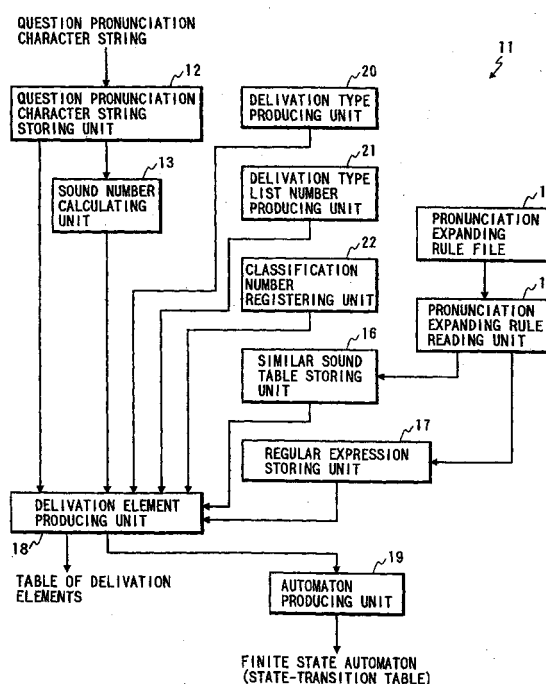 QUESTION PRONUNCIATION
CHARACTER STRING
11
12
QUESTION PRONUNCIATION
CHARACTER STRING
STORING UNIT
20
DELIVATION TYPE
PRODUCING UNIT
13
SOUND NUMBER
CALCULATING
UNIT
21
DELIVATION TYPE
LIST NUMBER
PRODUCING UNIT
1
PRONUNCIATION
EXPANDING
RULE FILE
22
CLASSIFICATION
NUMBER
REGISTERING UNIT
1
PRONUNCIATION
EXPANDING RULE
READING UNIT
16
SIMILAR SOUND
TABLE STORING
UNIT
17
REGULAR EXPRESSION
STORING UNIT
DELIVATION ELEMENT
PRODUCING UNIT
18
TABLE OF DELIVATION
ELEMENTS
19
AUTOMATON
PRODUCING UNIT
FINITE STATE AUTOMATON
(STATE-TRANSITION TABLE)